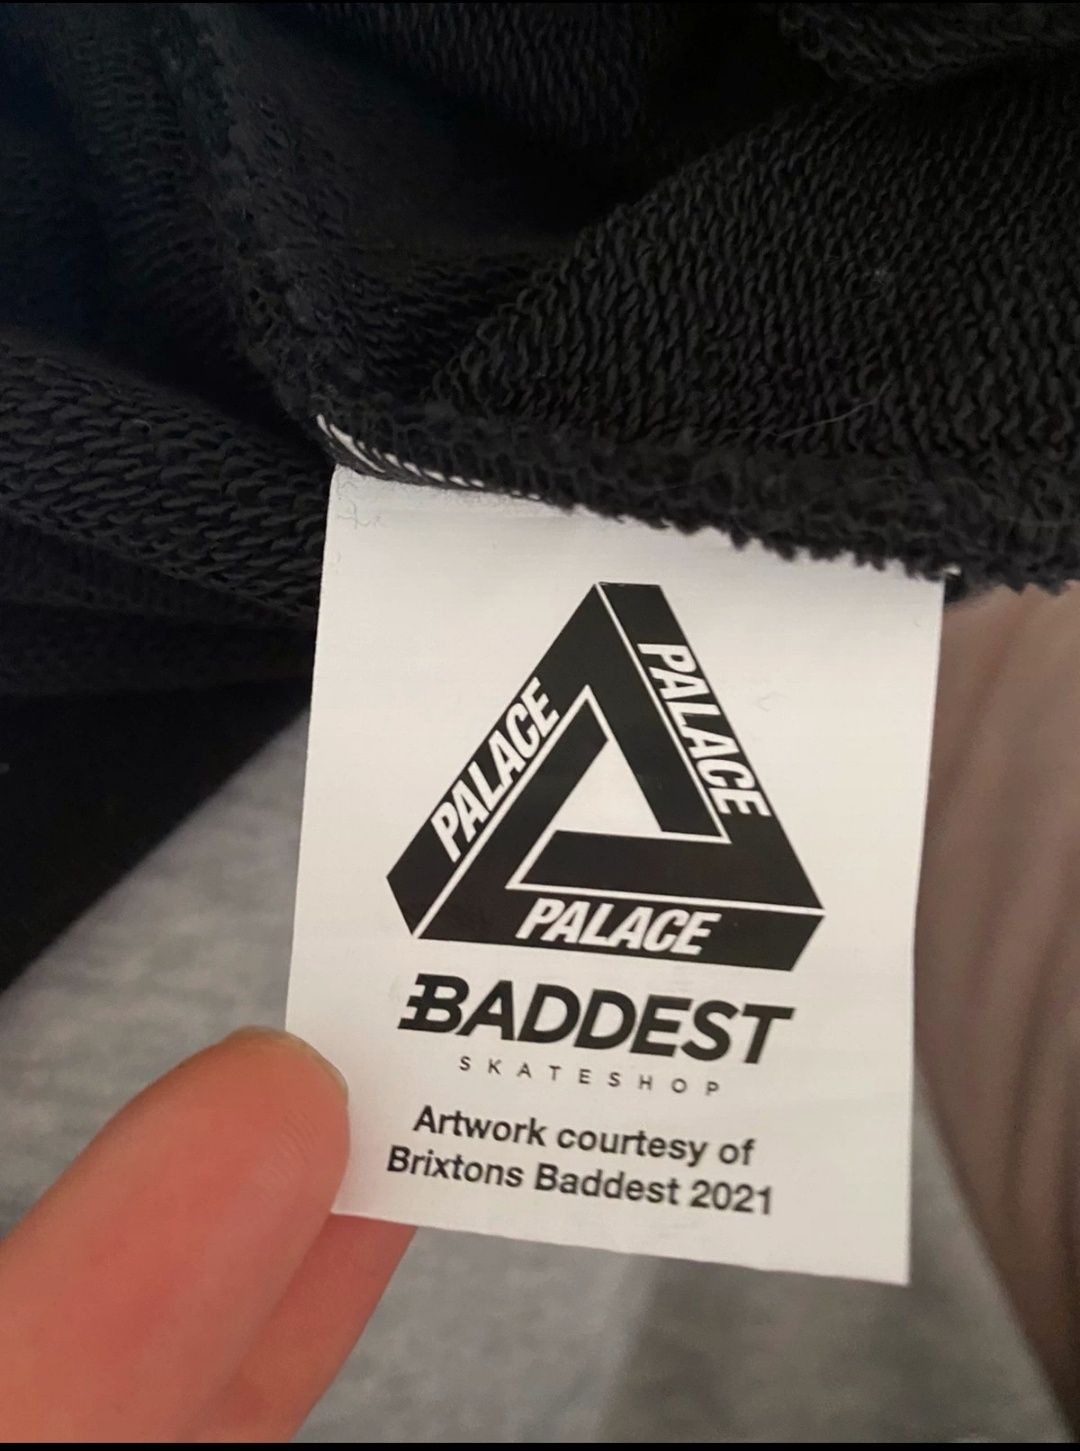 PALACE
PALACE
PALACE
BADDEST
SKATESHOP
Artwork courtesy of
Brixtons Baddest 2021